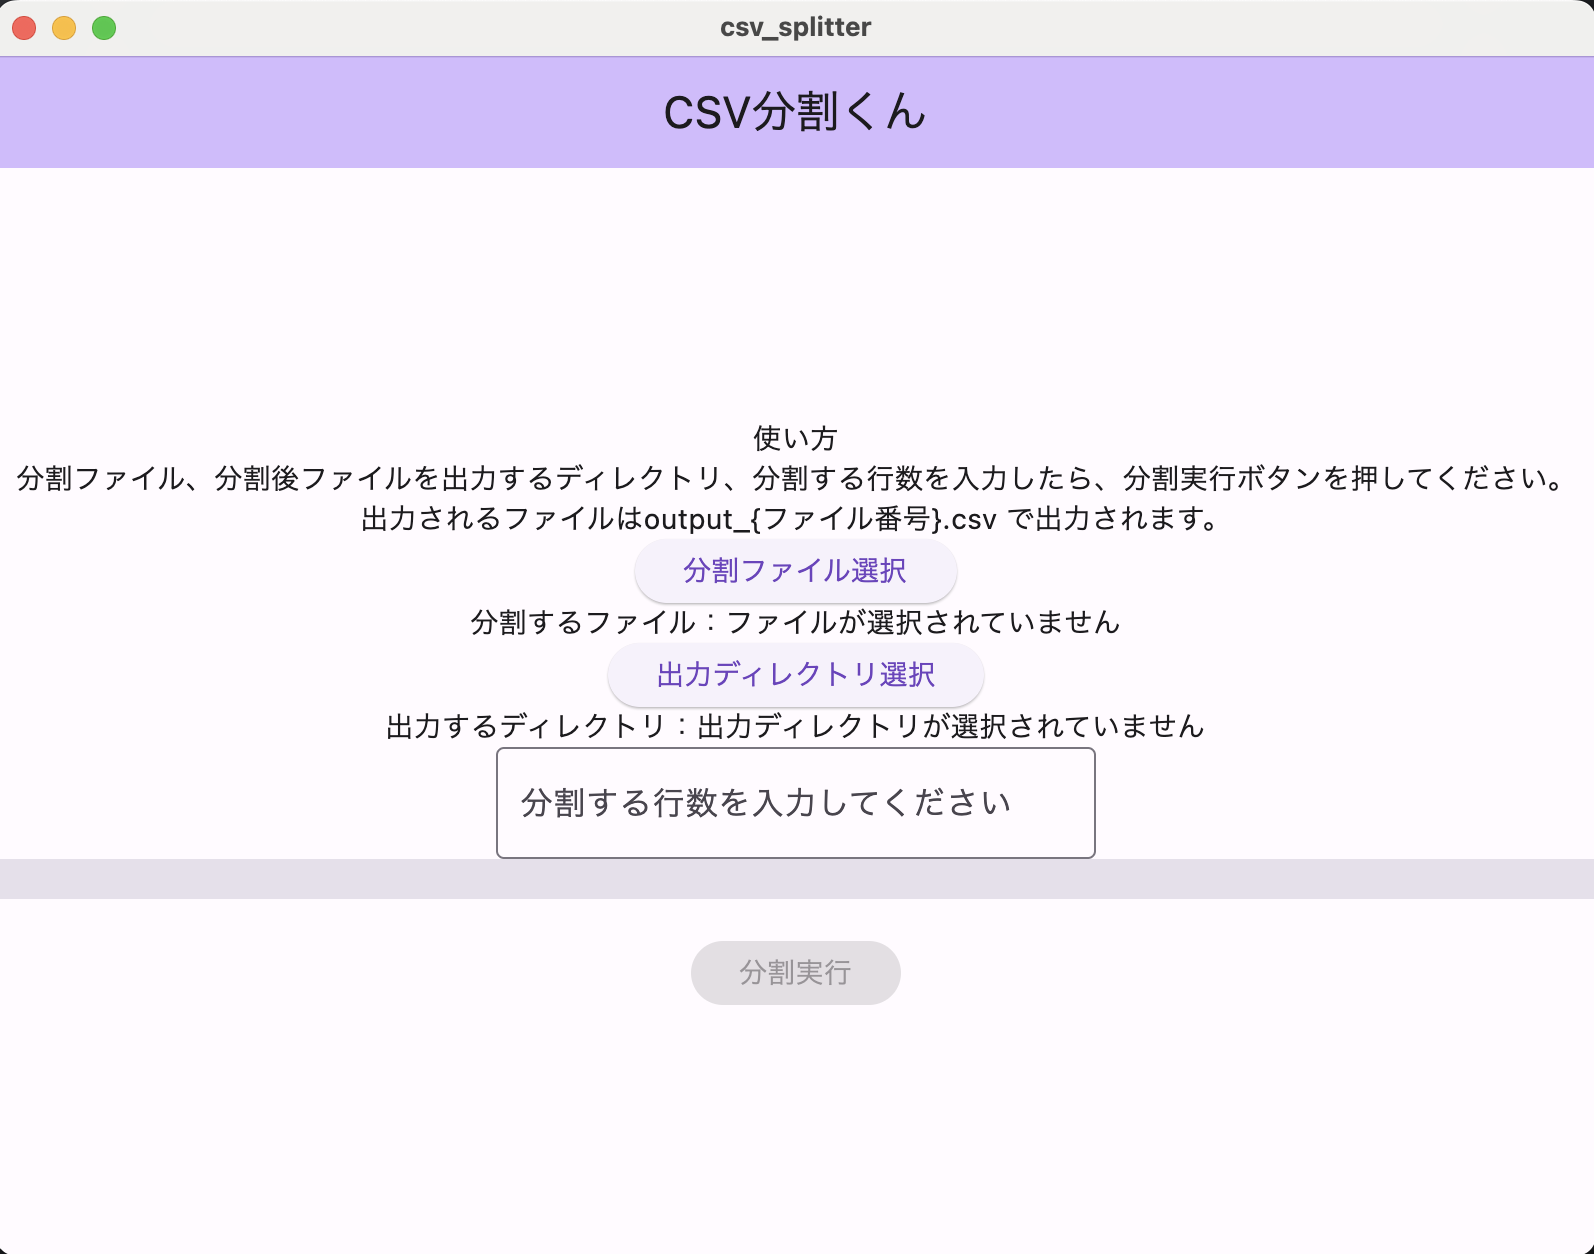 csv_splitter
CSV分割くん
使い方
分割ファイル、分割後ファイルを出力するディレクトリ、分割する行数を入力したら、分割実行ボタンを押してください。
出力されるファイルはoutput_{ファイル番号}.csv で出力されます。
分割ファイル選択
分割するファイル：ファイルが選択されていません
出力ディレクトリ選択
出力するディレクトリ：出力ディレクトリが選択されていません
分割する行数を入力してください
分割実行